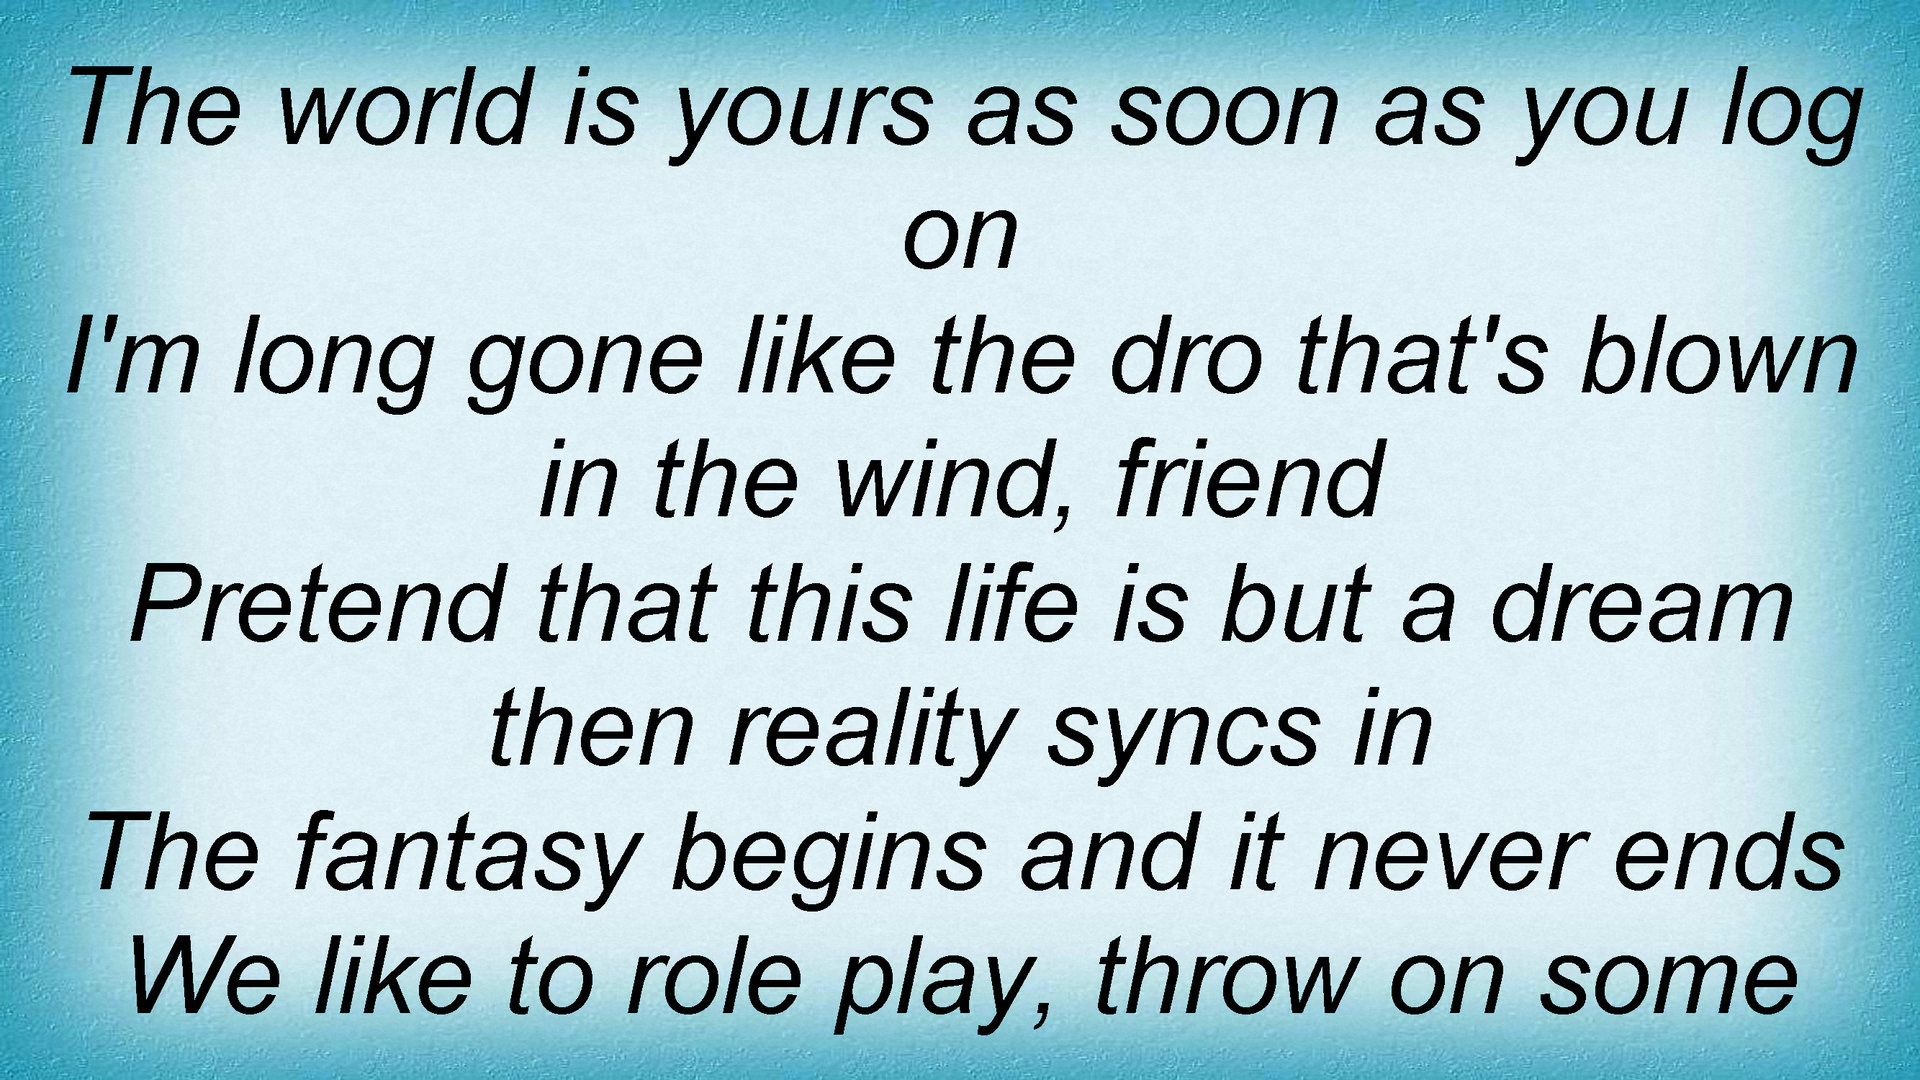 The world is yours as soon as you log
on
I'm long gone like the dro that's blown
in the wind, friend
Pretend that this life is but a dream
then reality syncs in
The fantasy begins and it never ends
We like to role play, throw on some